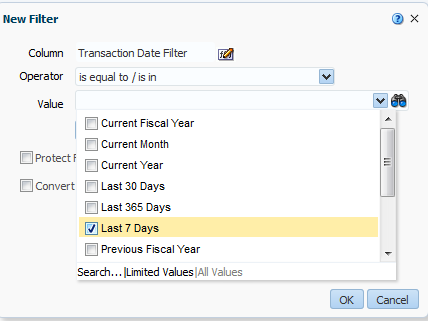 New Filter
Column Transaction Date Filter
Operator is equal to / is in
Value
Current Fiscal Year
Current Month
Current Year
Last 30 Days
Last 365 Days
Last 7 Days
Previous Fiscal Year
Search...|Limited Values|All Values
Protect
Convert
OK Cancel